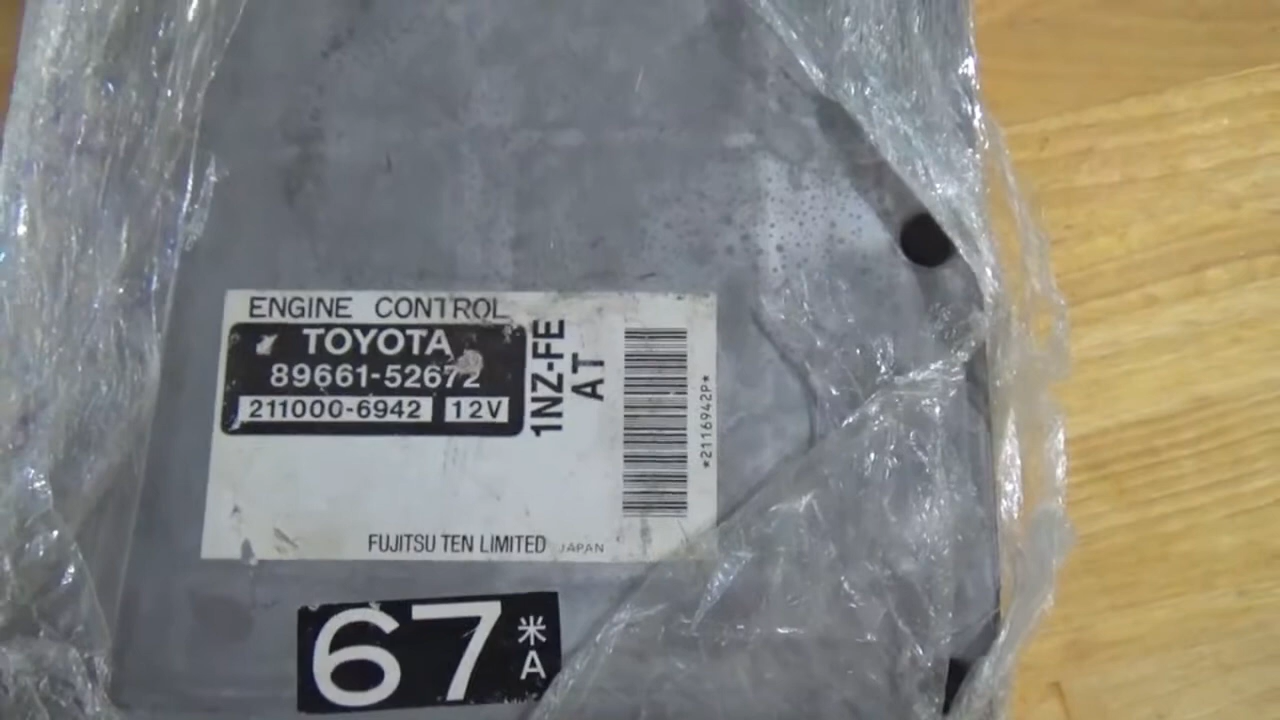 ENGINE CONTROL
TOYOTA
89661-52672
211000-6942 12V
1NZ-FE
AT
*2116942P*
FUJITSU TEN LIMITED JAPAN
67 米
A